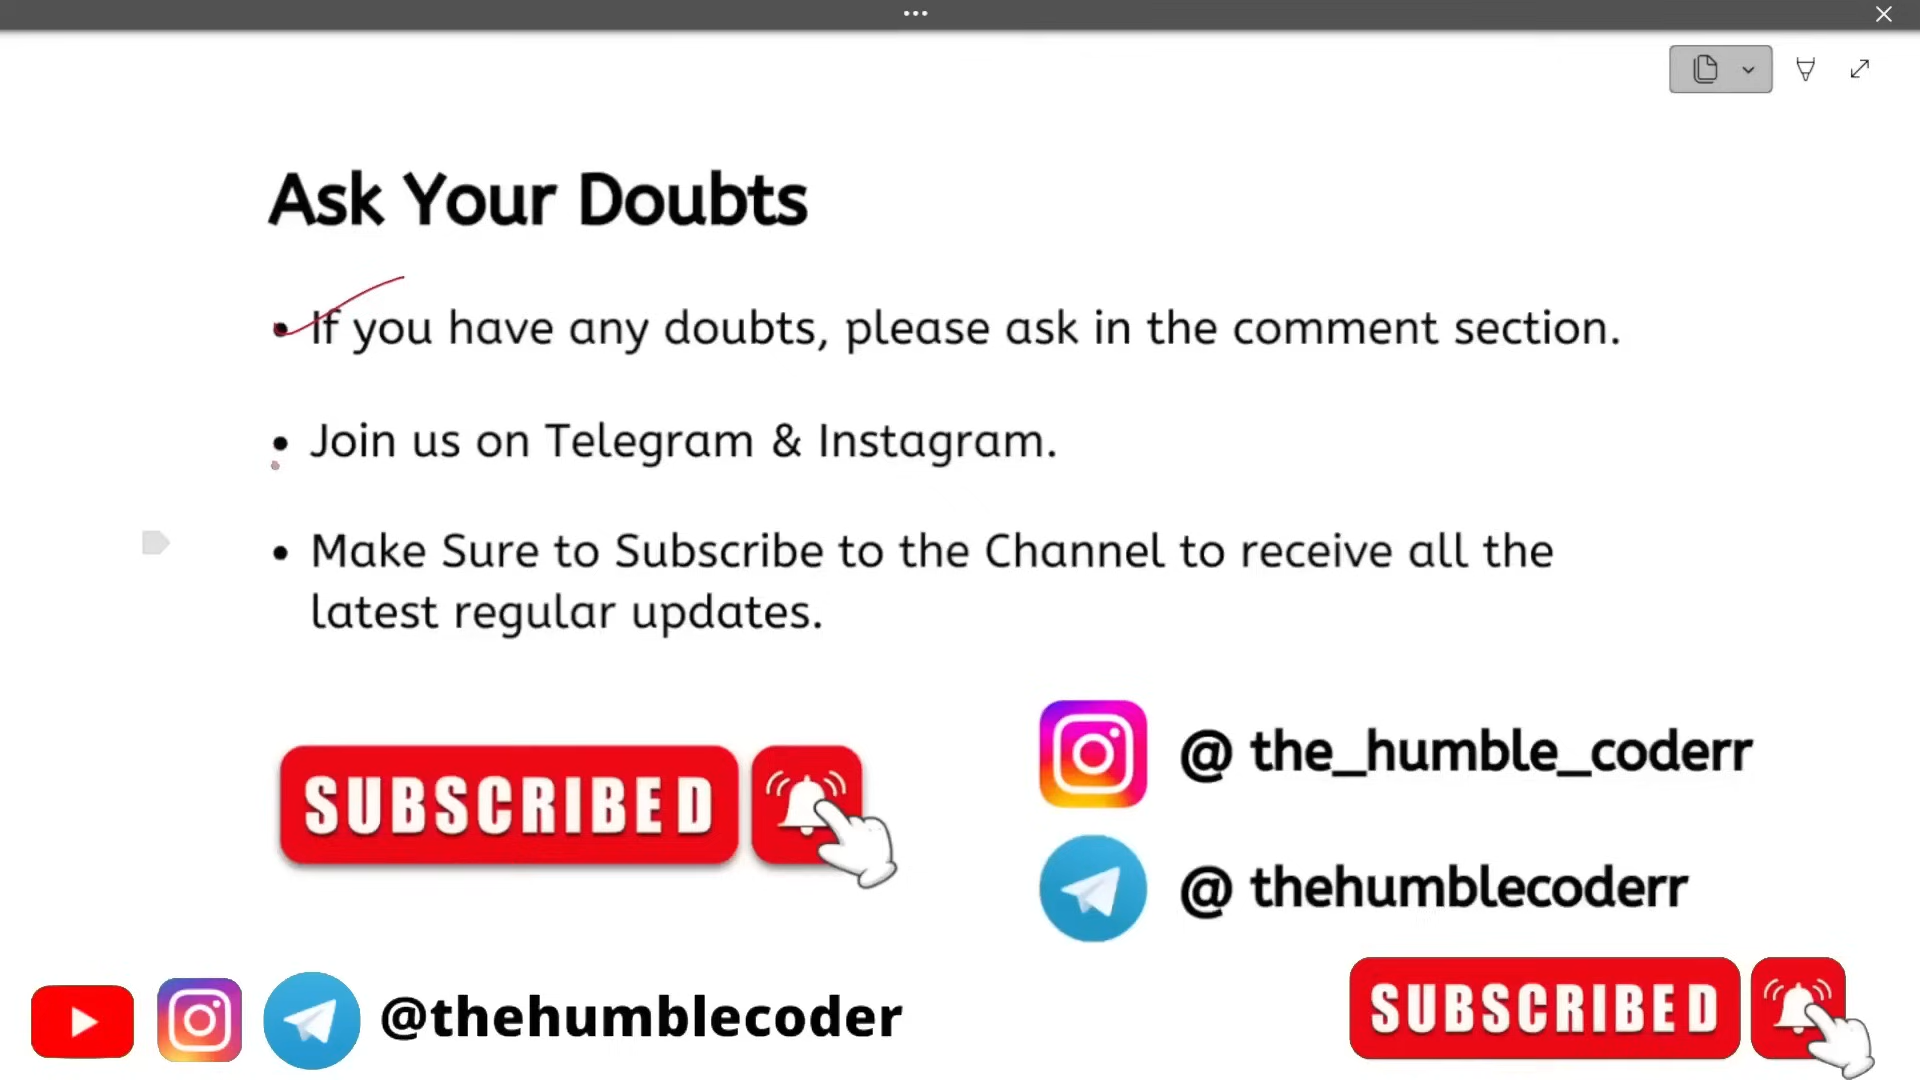 Ask Your Doubts
• If you have any doubts, please ask in the comment section.
• Join us on Telegram & Instagram.
• Make Sure to Subscribe to the Channel to receive all the
latest regular updates.
SUBSCRIBED
@ the_humble_coderr
@ thehumblecoderr
@thehumblecoder
SUBSCRIBED